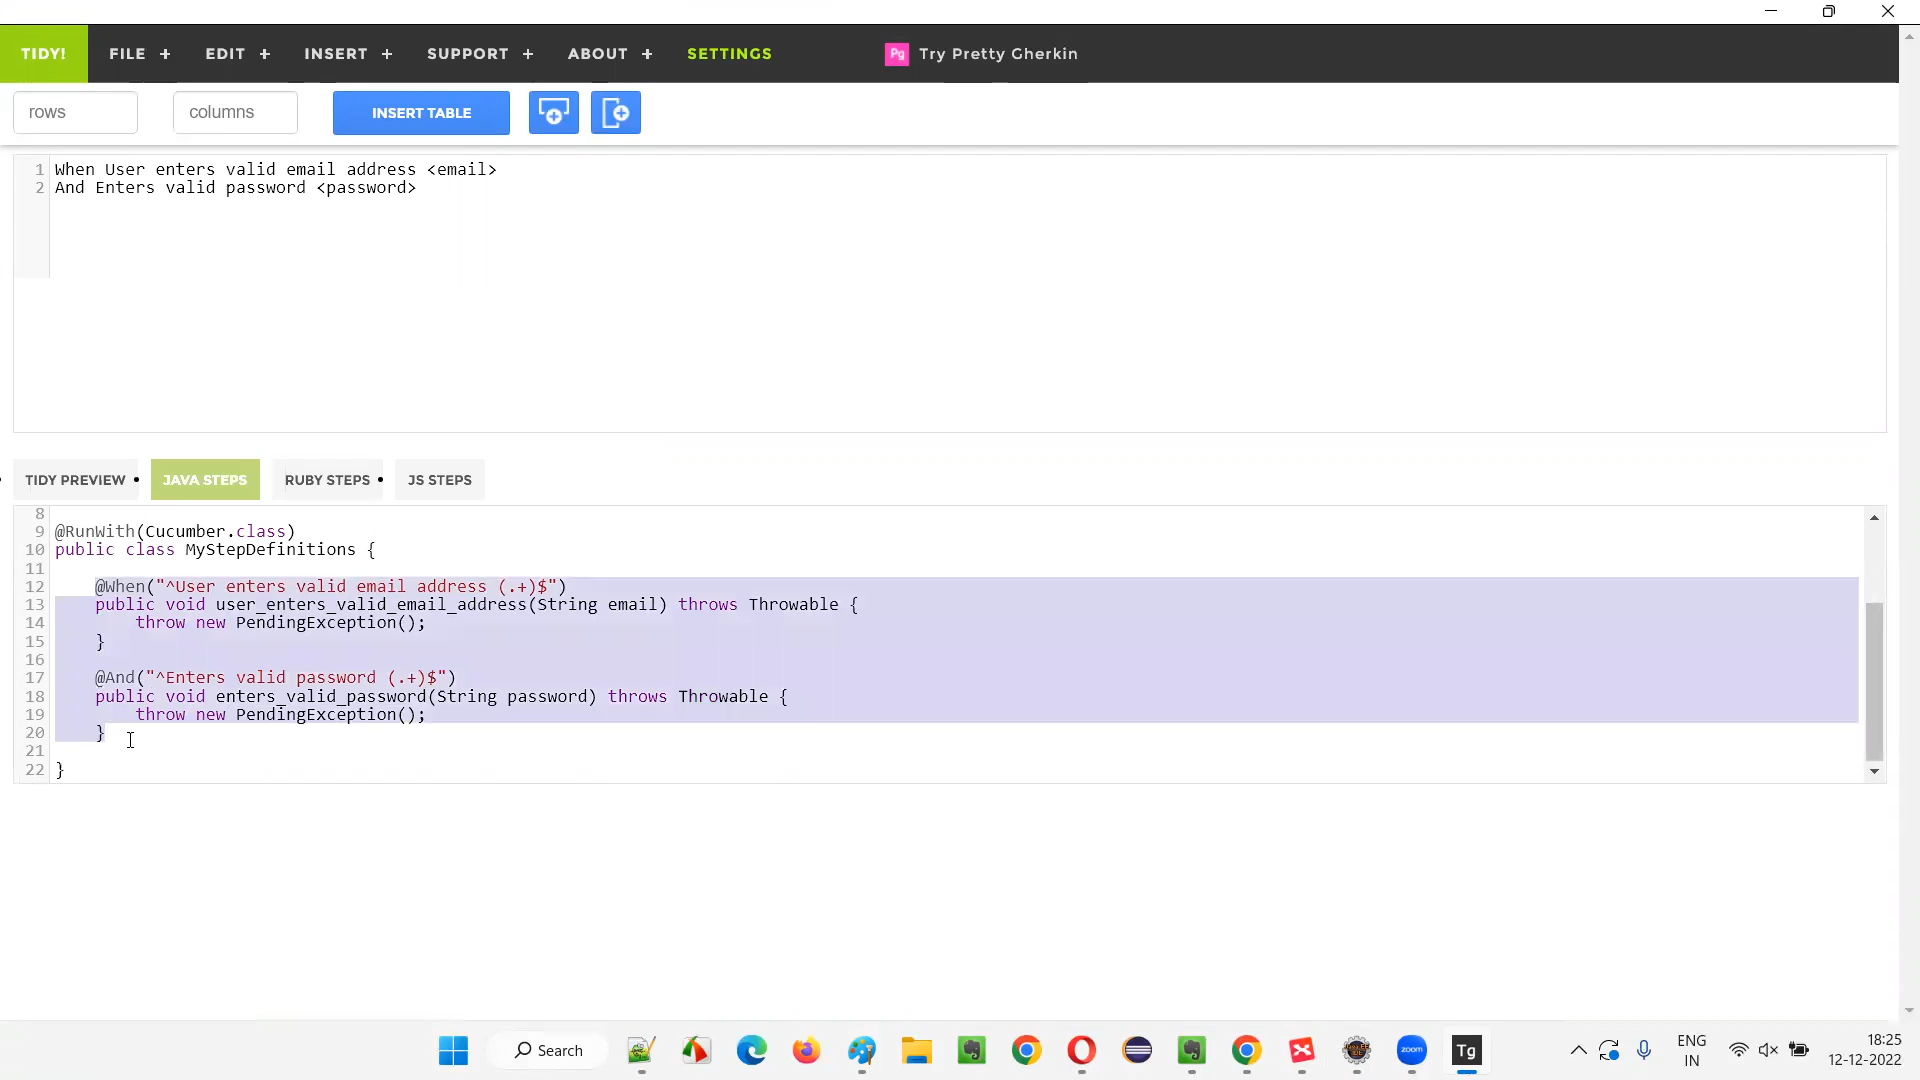 TIDY! FILE + EDIT + INSERT + SUPPORT + ABOUT + SETTINGS Pg Try Pretty Gherkin
rows columns INSERT TABLE
1 When User enters valid email address <email>
2 And Enters valid password <password>
TIDY PREVIEW JAVA STEPS RUBY STEPS JS STEPS
8
9 @RunWith(Cucumber.class)
10 public class MyStepDefinitions {
11
12 @When("^User enters valid email address (.+)$")
13 public void user_enters_valid_email_address(String email) throws Throwable {
14 throw new PendingException();
15 }
16
17 @And("^Enters valid password (.+)$")
18 public void enters_valid_password(String password) throws Throwable {
19 throw new PendingException();
20 }
21
22 }
Search zoom Tg ENG IN 18:25
12-12-2022